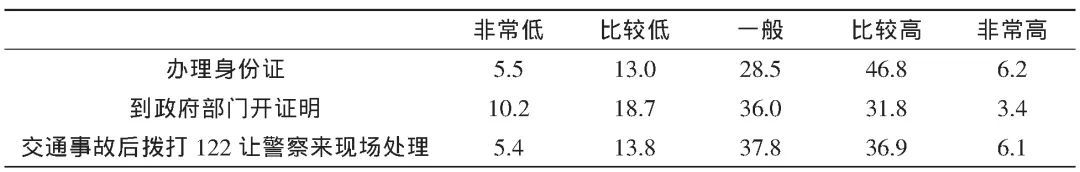 非常低 比较低 一般 比较高 非常高
办理身份证 5.5 13.0 28.5 46.8 6.2
到政府部门开证明 10.2 18.7 36.0 31.8 3.4
交通事故后拨打 122 让警察来现场处理 5.4 13.8 37.8 36.9 6.1